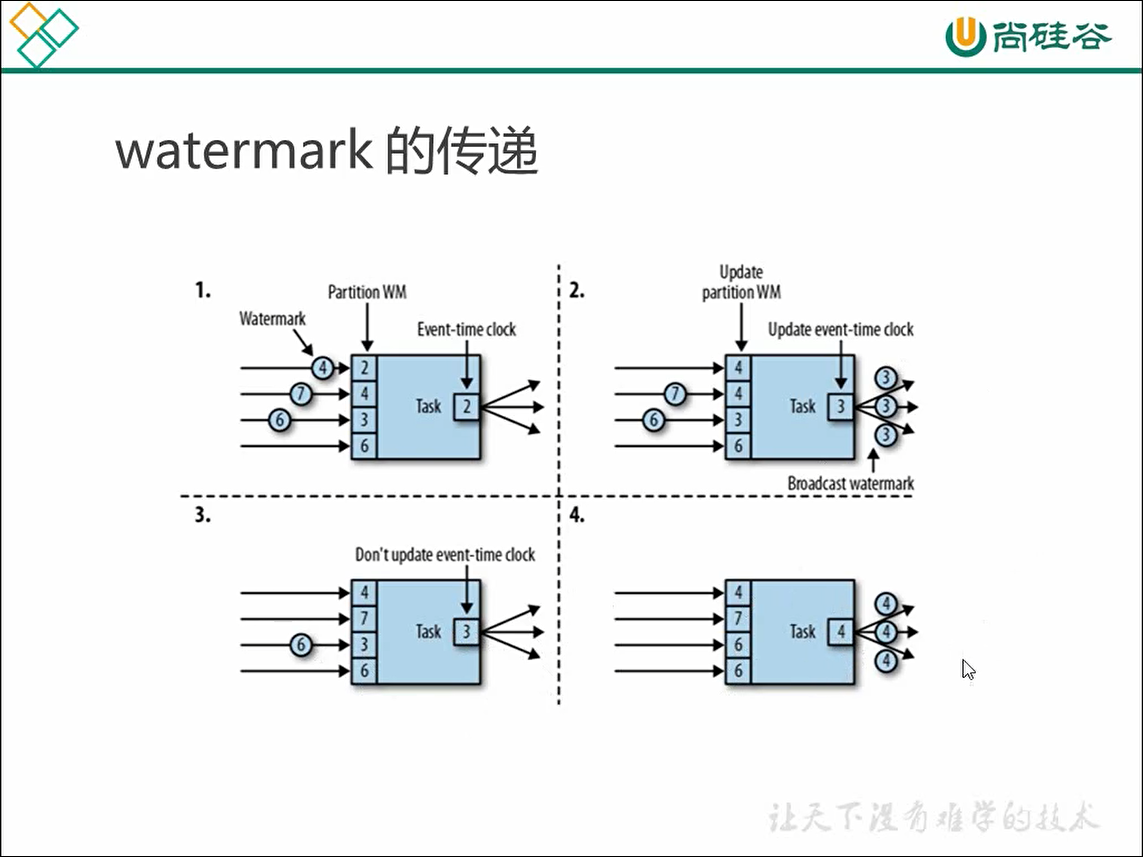 尚硅谷
watermark 的传递
1.
Partition WM
Watermark
Event-time clock
4
2
7
4
6
3
6
Task
2
2.
Update
partition WM
Update event-time clock
4
7
4
6
3
6
Task
3
3
3
3
Broadcast watermark
3.
Don't update event-time clock
4
7
6
3
6
Task
3
4.
4
7
6
6
Task
4
4
4
4
让天下没有难学的技术